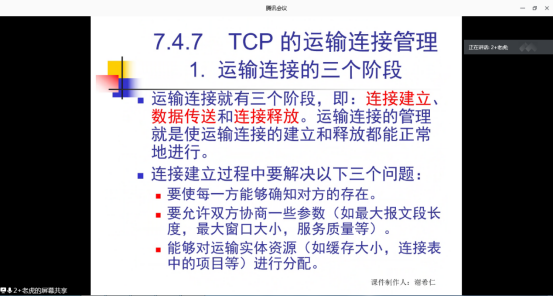 腾讯会议
正在讲话: 2+老虎;
7.4.7 TCP 的运输连接管理
1. 运输连接的三个阶段
运输连接就有三个阶段，即：连接建立、
数据传送和连接释放。运输连接的管理
就是使运输连接的建立和释放都能正常
地进行。
连接建立过程中要解决以下三个问题：
要使每一方能够确知对方的存在。
要允许双方协商一些参数（如最大报文段长
度，最大窗口大小，服务质量等）。
能够对运输实体资源（如缓存大小，连接表
中的项目等）进行分配。
课件制作人：谢希仁
2+老虎的屏幕共享